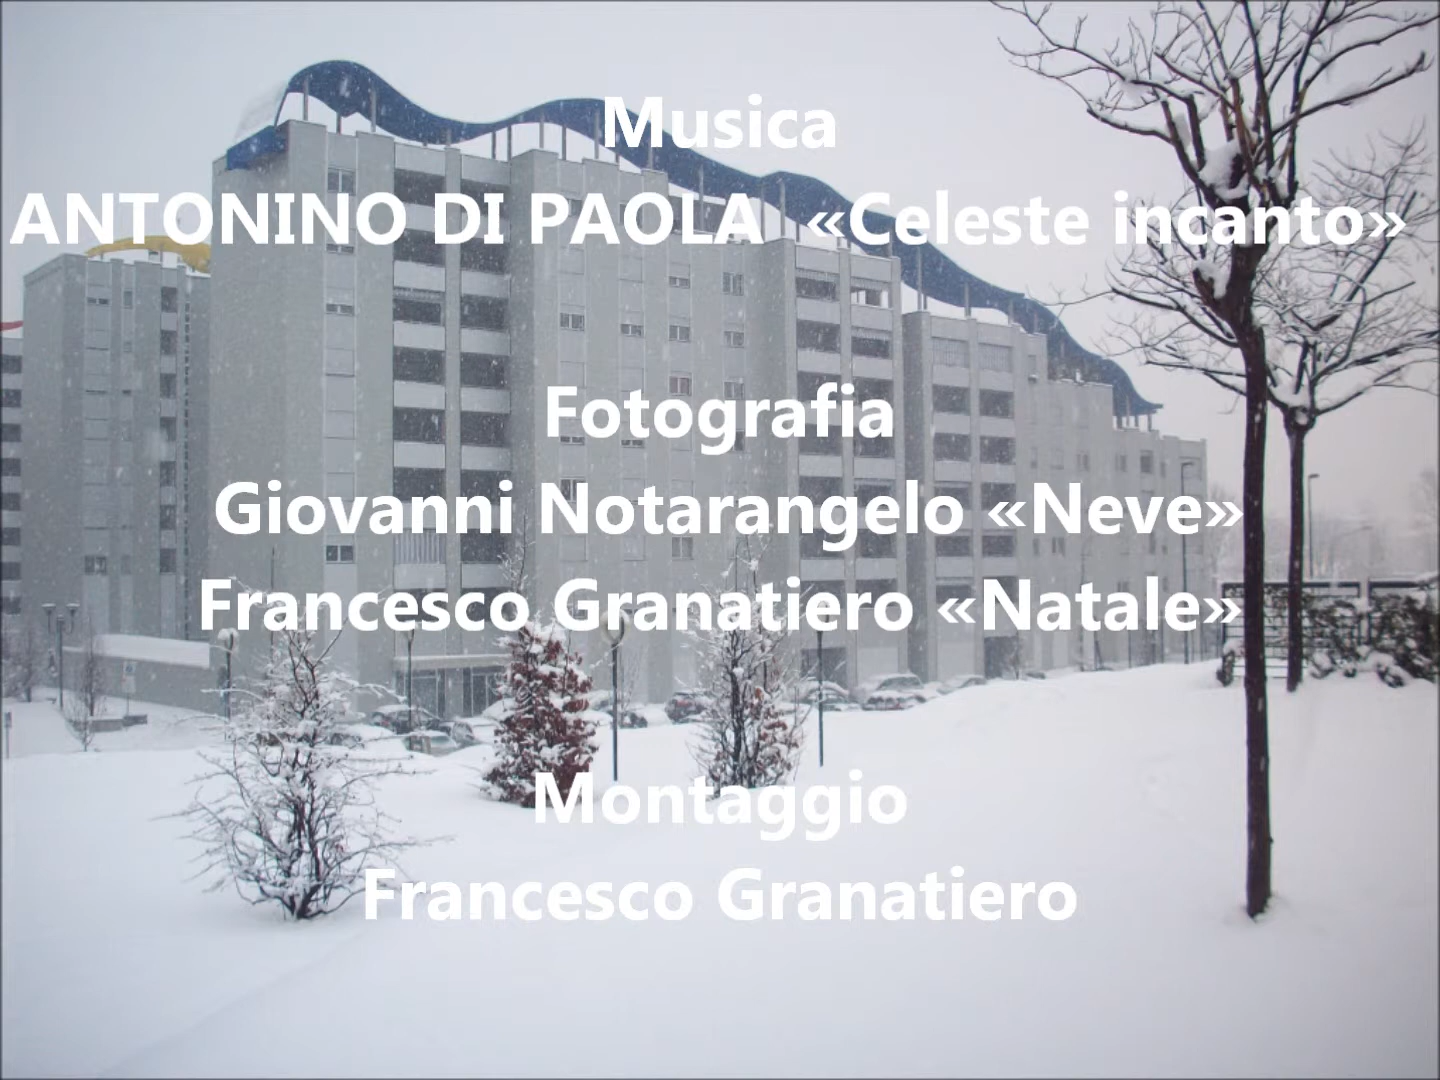 Musica
ANTONINO DI PAOLA «Celeste incanto»
Fotografia
Giovanni Notarangelo «Neve»
Francesco Granatiero «Natale»
Montaggio
Francesco Granatiero